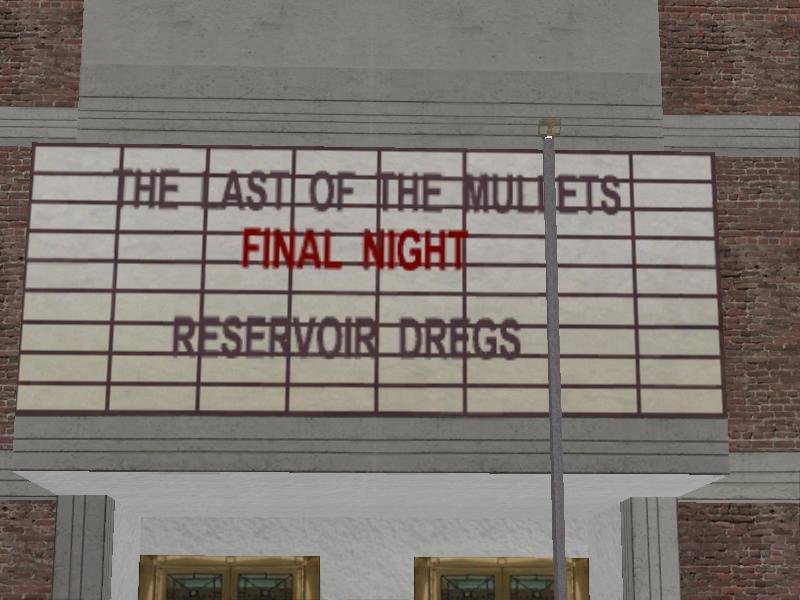 THE LAST OF THE MULLETS
FINAL NIGHT
RESERVOIR DREGS